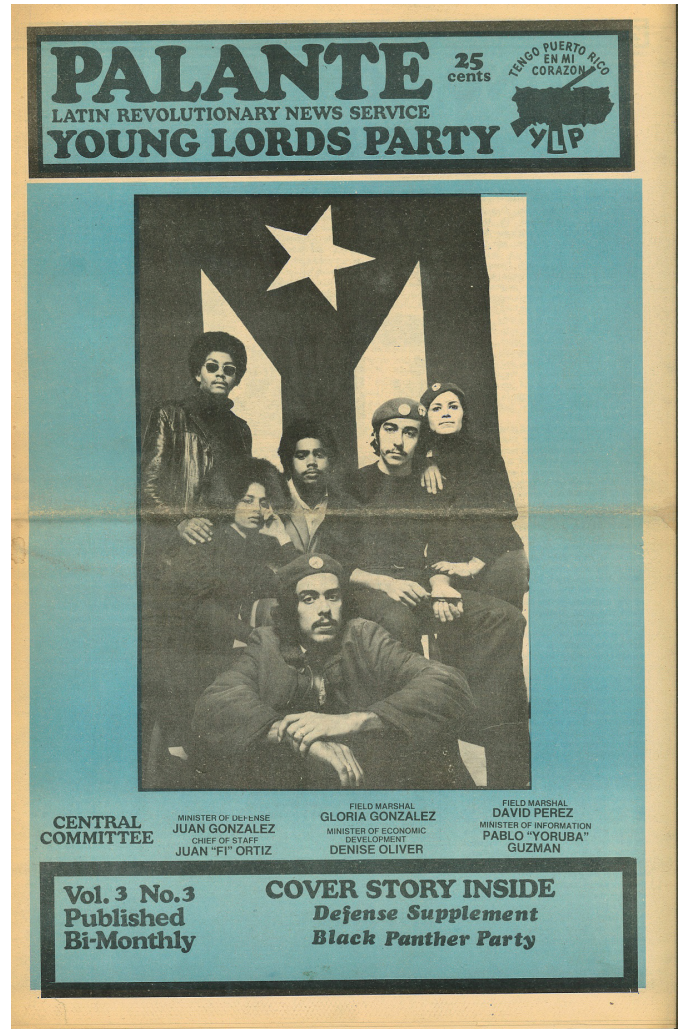 PALANTE
25
cents
TENGO PUERTO RICO
EN MI
CORAZON
YLP
LATIN REVOLUTIONARY NEWS SERVICE
YOUNG LORDS PARTY
CENTRAL
COMMITTEE
MINISTER OF DEFENSE
JUAN GONZALEZ
CHIEF OF STAFF
JUAN "FI" ORTIZ
FIELD MARSHAL
GLORIA GONZALEZ
MINISTER OF ECONOMIC
DEVELOPMENT
DENISE OLIVER
FIELD MARSHAL
DAVID PEREZ
MINISTER OF INFORMATION
PABLO "YORUBA"
GUZMAN
Vol. 3 No.3
Published
Bi-Monthly
COVER STORY INSIDE
Defense Supplement
Black Panther Party